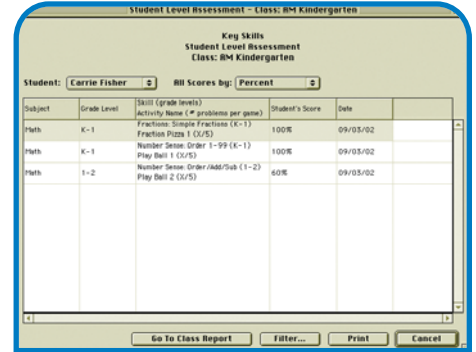 Student Level Assessment - Class: AM Kindergarten
Key Skills
Student Level Assessment
Class: AM Kindergarten
Student: Carrie Fisher All Scores by: Percent
Subject Grade Level Skill (grade levels) Student's Score Date
Activity Name (# problems per game)
Math K-1 Fractions: Simple Fractions (K-1) 100% 09/03/02
Fraction Pizza 1 (X/5)
Math K-1 Number Sense: Order 1-99 (K-1) 100% 09/03/02
Play Ball 1 (X/5)
Math 1-2 Number Sense: Order/Add/Sub (1-2) 60% 09/03/02
Play Ball 2 (X/5)
Go To Class Report Filter... Print Cancel